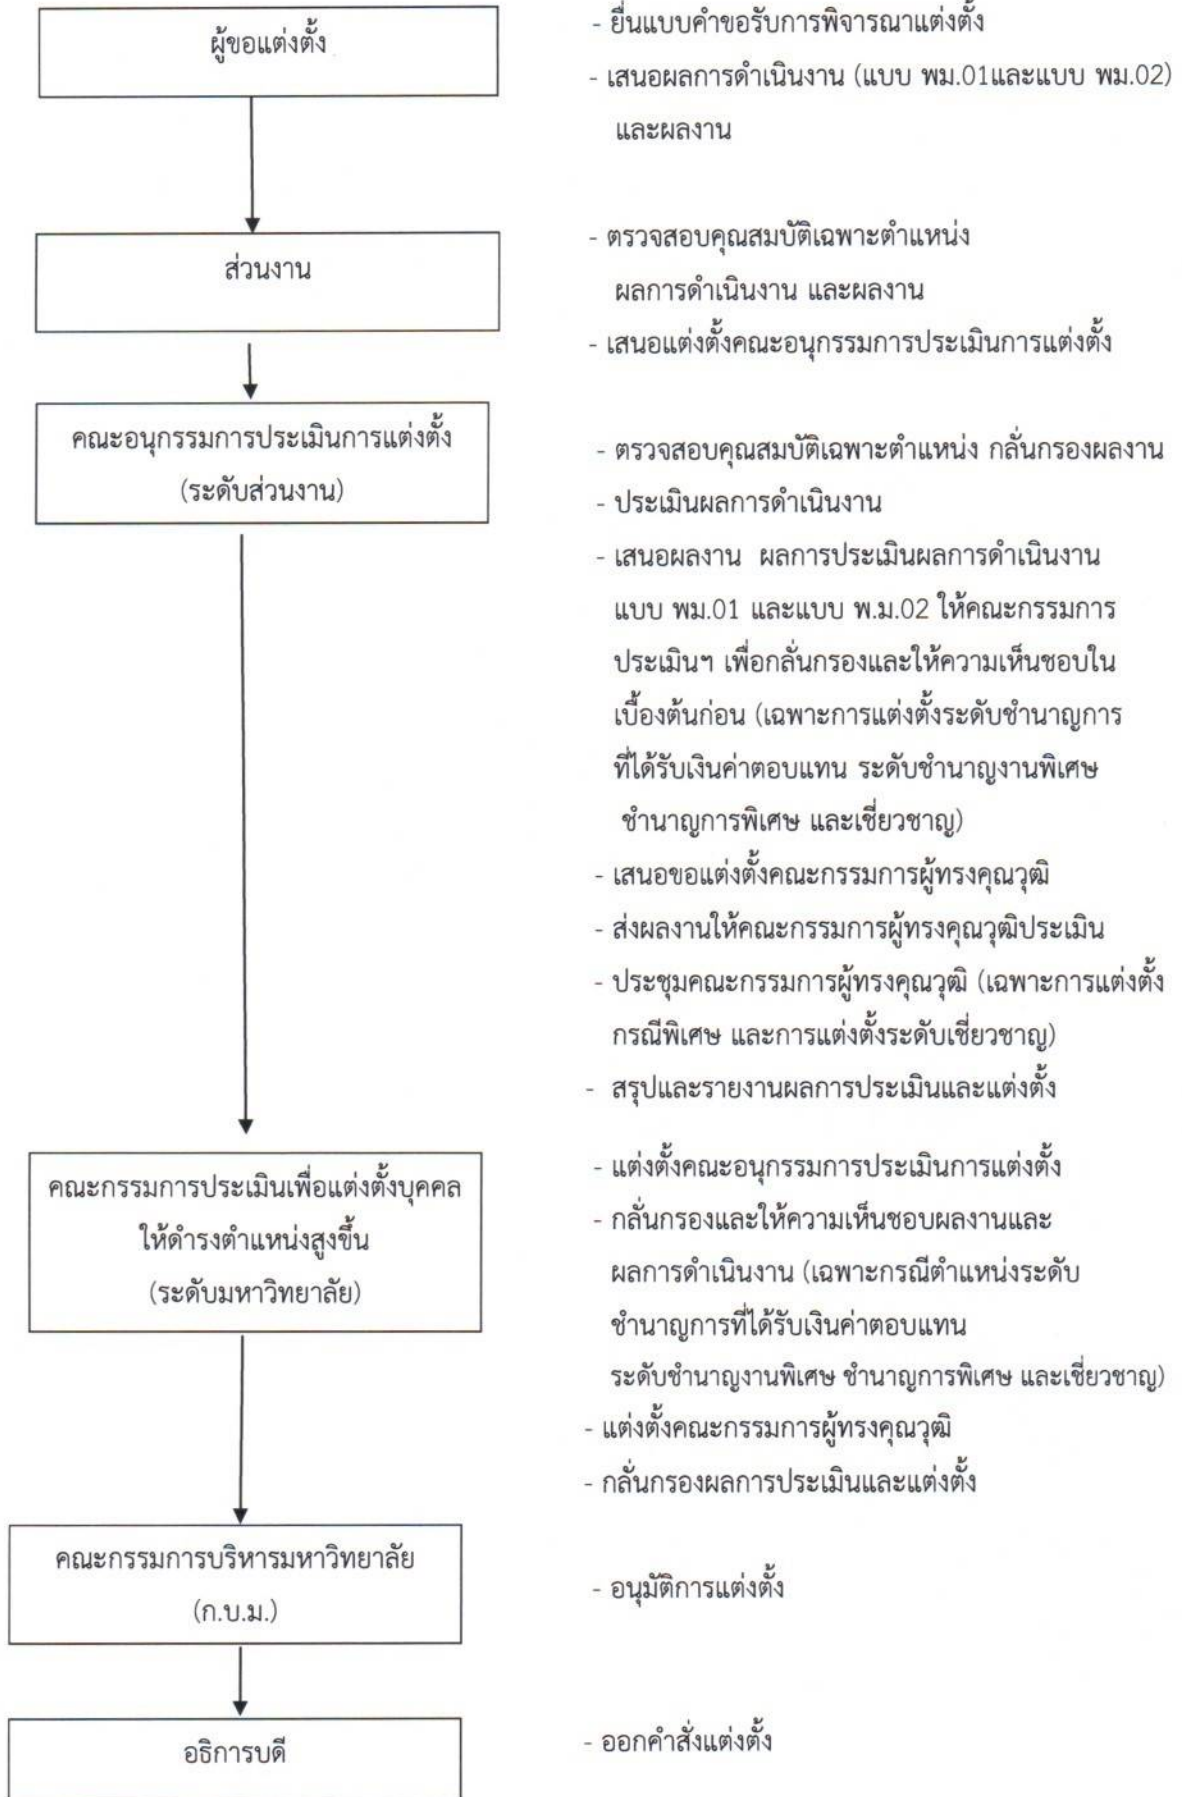 ผู้ขอแต่งตั้ง
- ยื่นแบบคำขอรับการพิจารณาแต่งตั้ง
- เสนอผลการดำเนินงาน (แบบ พม.01และแบบ พม.02)
และผลงาน
ส่วนงาน
- ตรวจสอบคุณสมบัติเฉพาะตำแหน่ง
ผลการดำเนินงาน และผลงาน
- เสนอแต่งตั้งคณะอนุกรรมการประเมินการแต่งตั้ง
คณะอนุกรรมการประเมินการแต่งตั้ง
(ระดับส่วนงาน)
- ตรวจสอบคุณสมบัติเฉพาะตำแหน่ง กลั่นกรองผลงาน
- ประเมินผลการดำเนินงาน
- เสนอผลงาน ผลการประเมินผลการดำเนินงาน
แบบ พม.01 และแบบ พ.ม.02 ให้คณะกรรมการ
ประเมินฯ เพื่อกลั่นกรองและให้ความเห็นชอบใน
เบื้องต้นก่อน (เฉพาะการแต่งตั้งระดับชำนาญการ
ที่ได้รับเงินค่าตอบแทน ระดับชำนาญงานพิเศษ
ชำนาญการพิเศษ และเชี่ยวชาญ)
- เสนอขอแต่งตั้งคณะกรรมการผู้ทรงคุณวุฒิ
- ส่งผลงานให้คณะกรรมการผู้ทรงคุณวุฒิประเมิน
- ประชุมคณะกรรมการผู้ทรงคุณวุฒิ (เฉพาะการแต่งตั้ง
กรณีพิเศษ และการแต่งตั้งระดับเชี่ยวชาญ)
- สรุปและรายงานผลการประเมินและแต่งตั้ง
คณะกรรมการประเมินเพื่อแต่งตั้งบุคคล
ให้ดำรงตำแหน่งสูงขึ้น
(ระดับมหาวิทยาลัย)
- แต่งตั้งคณะอนุกรรมการประเมินการแต่งตั้ง
- กลั่นกรองและให้ความเห็นชอบผลงานและ
ผลการดำเนินงาน (เฉพาะกรณีตำแหน่งระดับ
ชำนาญการที่ได้รับเงินค่าตอบแทน
ระดับชำนาญงานพิเศษ ชำนาญการพิเศษ และเชี่ยวชาญ)
- แต่งตั้งคณะกรรมการผู้ทรงคุณวุฒิ
- กลั่นกรองผลการประเมินและแต่งตั้ง
คณะกรรมการบริหารมหาวิทยาลัย
(ก.บ.ม.)
- อนุมัติการแต่งตั้ง
อธิการบดี
- ออกคำสั่งแต่งตั้ง